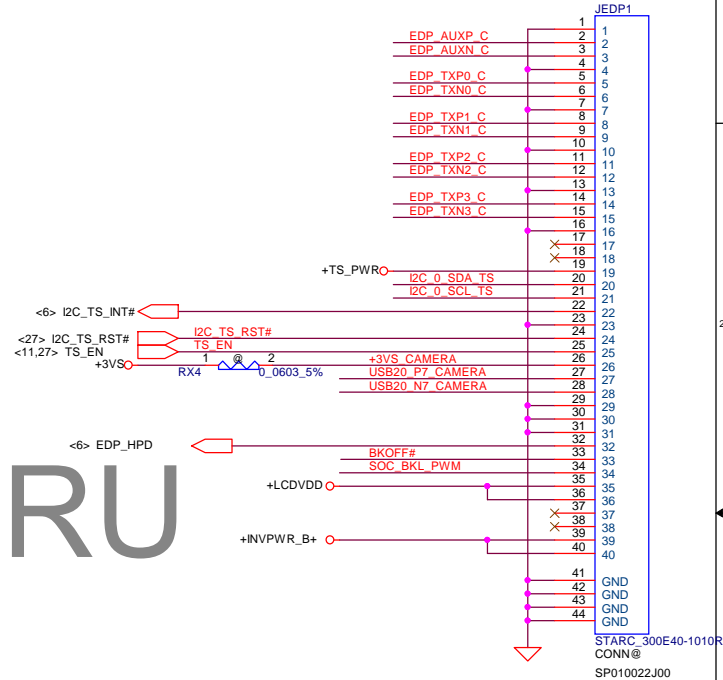 JEDP1
1 1
EDP_AUXP_C 2 2
EDP_AUXN_C 3 3
4 4
EDP_TXP0_C 5 5
EDP_TXN0_C 6 6
7 7
EDP_TXP1_C 8 8
EDP_TXN1_C 9 9
10 10
EDP_TXP2_C 11 11
EDP_TXN2_C 12 12
13 13
EDP_TXP3_C 14 14
EDP_TXN3_C 15 15
16 16
17 17
18 18
+TS_PWR 19 19
I2C_0_SDA_TS 20 20
I2C_0_SCL_TS 21 21
<6> I2C_TS_INT# 22 22
23 23
<27> I2C_TS_RST# I2C_TS_RST# 24 24
<11,27> TS_EN TS_EN 25 25
+3VS 1 @ 2 +3VS_CAMERA 26 26
RX4 0_0603_5% USB20_P7_CAMERA 27 27
USB20_N7_CAMERA 28 28
29 29
30 30
31 31
<6> EDP_HPD 32 32
BKOFF# 33 33
SOC_BKL_PWM 34 34
+LCDVDD 35 35
36 36
37 37
38 38
+INVPWR_B+ 39 39
40 40
41 GND
42 GND
43 GND
44 GND
STARC_300E40-1010R
CONN@
SP010022J00
RU
2